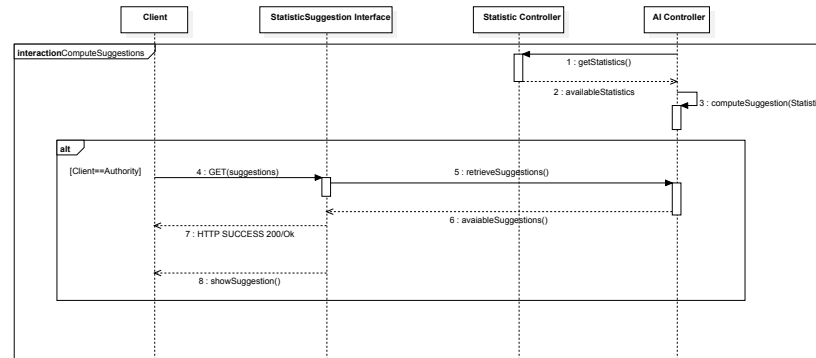 Client
StatisticSuggestion Interface
Statistic Controller
AI Controller
interactionComputeSuggestions
1 : getStatistics()
2 : availableStatistics
3 : computeSuggestion(Statisti
alt
[Client==Authority]
4 : GET(suggestions)
5 : retrieveSuggestions()
6 : avaiableSuggestions()
7 : HTTP SUCCESS 200/Ok
8 : showSuggestion()